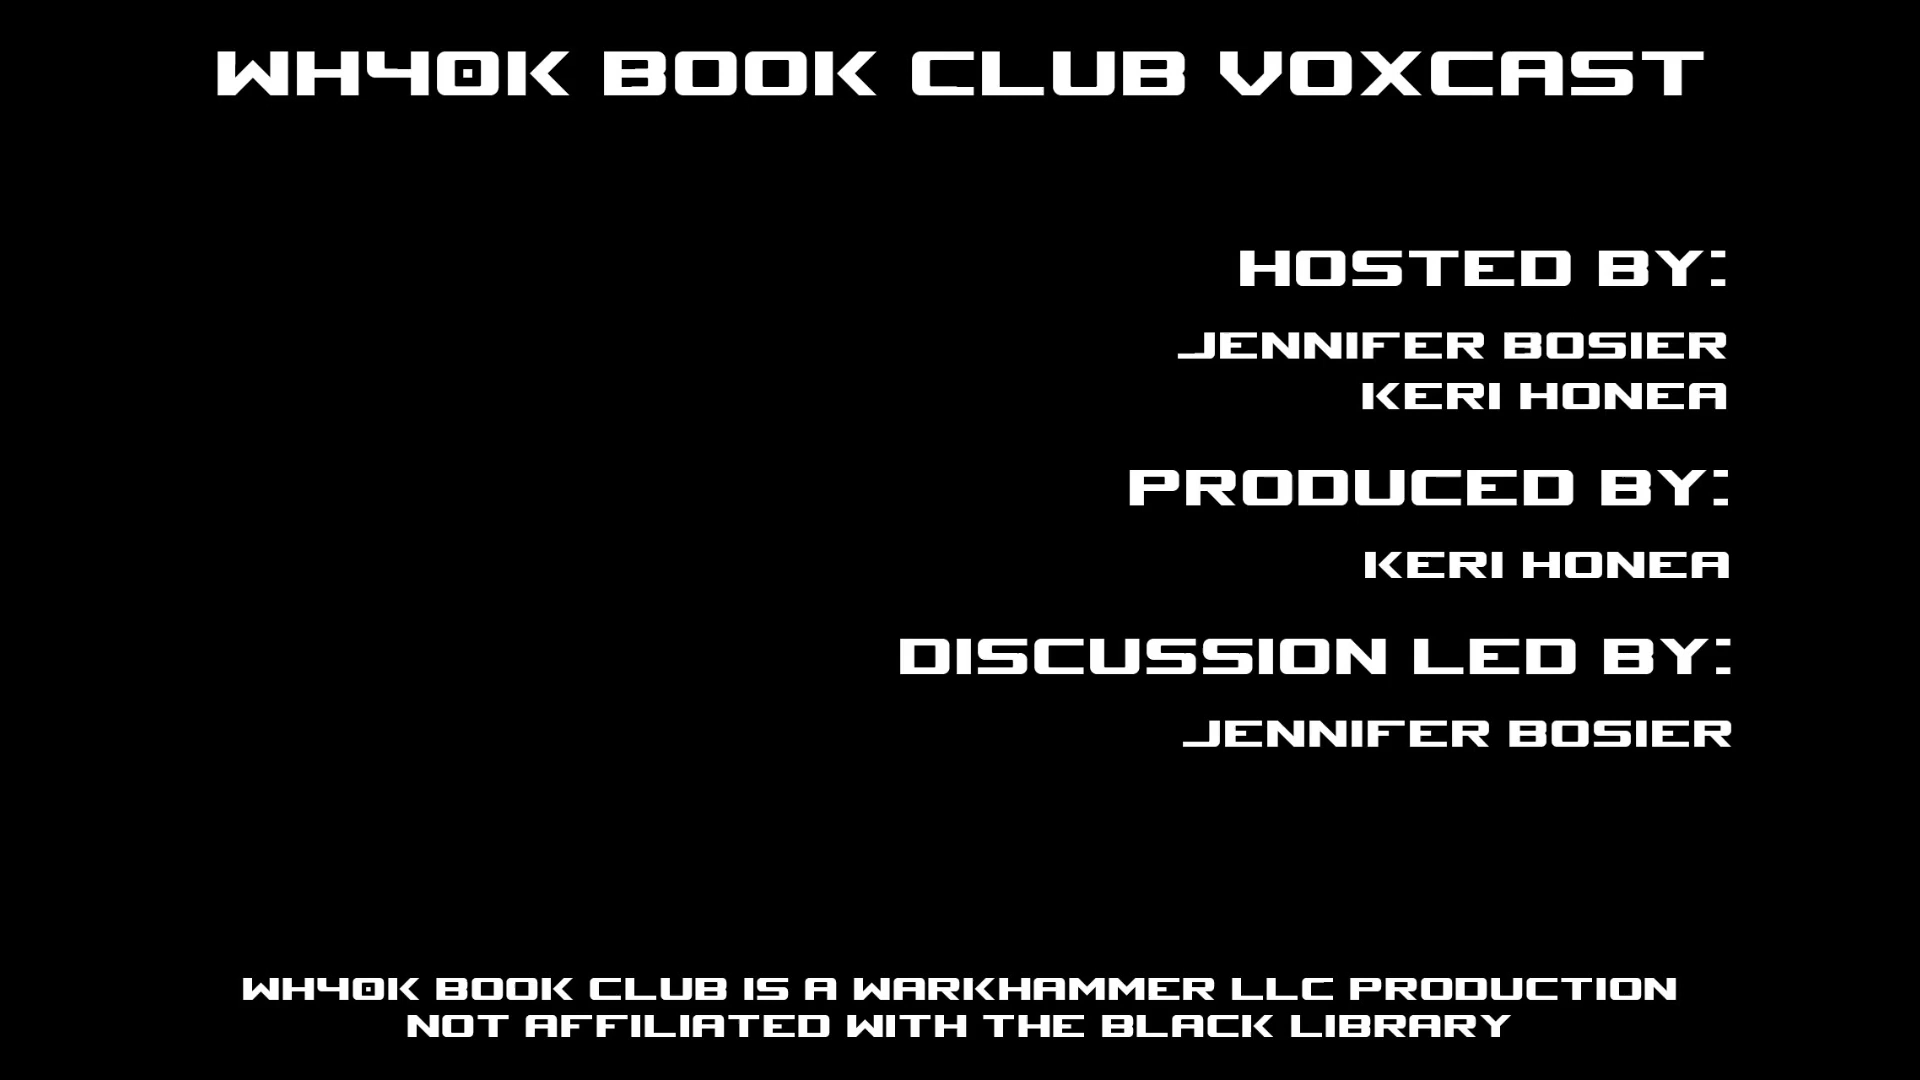 WH40K BOOK CLUB VOXCAST
HOSTED BY:
JENNIFER BOSIER
KERI HONEA
PRODUCED BY:
KERI HONEA
DISCUSSION LED BY:
JENNIFER BOSIER
WH40K BOOK CLUB IS A WARKHAMMER LLC PRODUCTION
NOT AFFILIATED WITH THE BLACK LIBRARY